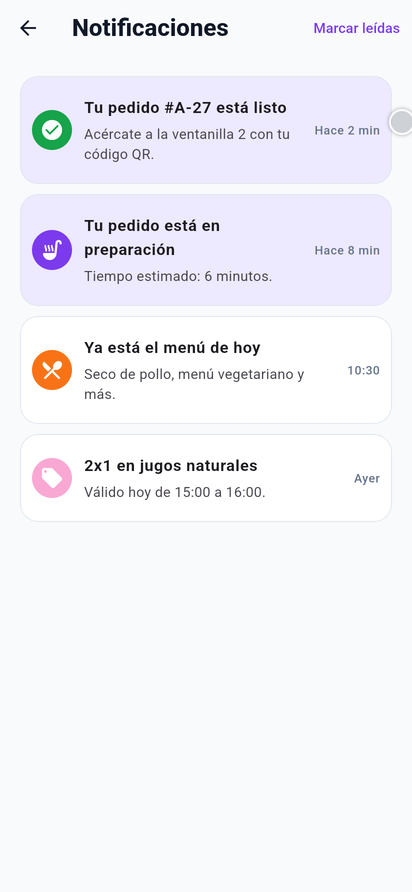 Notificaciones
Marcar leídas
Tu pedido #A-27 está listo
Acércate a la ventanilla 2 con tu
código QR.
Hace 2 min
Tu pedido está en
preparación
Tiempo estimado: 6 minutos.
Hace 8 min
Ya está el menú de hoy
Seco de pollo, menú vegetariano y
más.
10:30
2x1 en jugos naturales
Válido hoy de 15:00 a 16:00.
Ayer